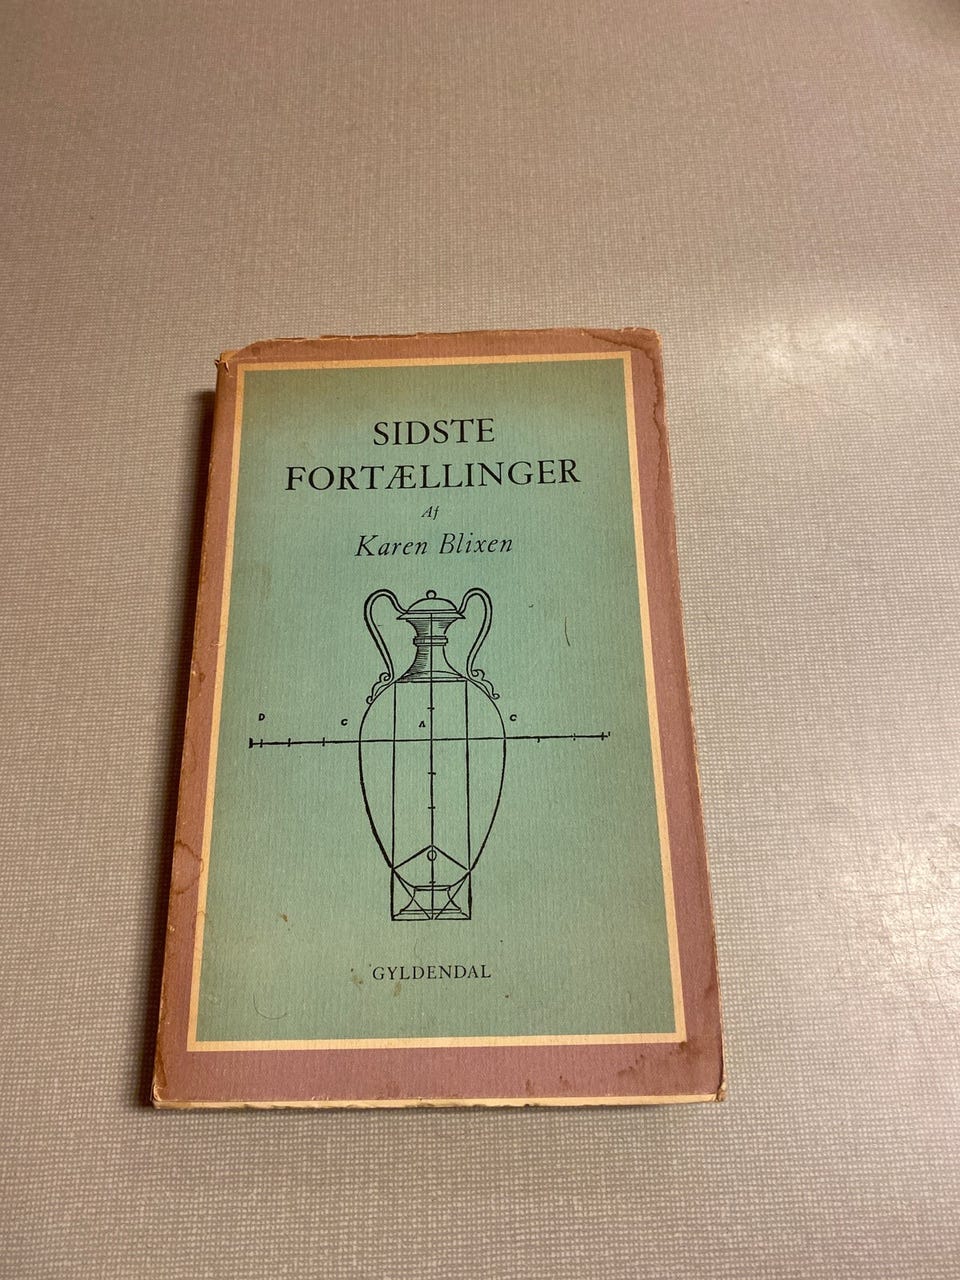 SIDSTE
FORTÆLLINGER
Af
Karen Blixen
D C A C
GYLDENDAL